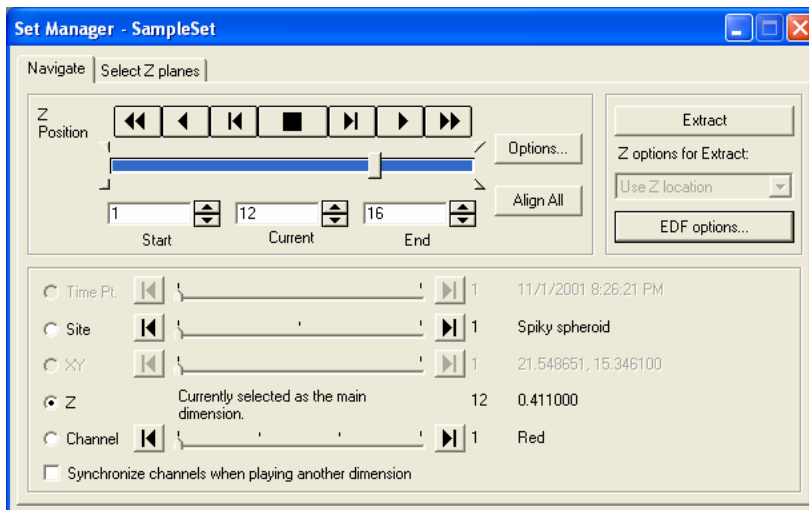 Set Manager - SampleSet
Navigate
Select Z planes
Z
Position
Options...
Align All
1
12
16
Start
Current
End
Extract
Z options for Extract:
Use Z location
EDF options...
Time Pt.
1
11/1/2001 8:26:21 PM
Site
1
Spiky spheroid
XY
1
21.548651, 15.346100
Z
Currently selected as the main
dimension.
12
0.411000
Channel
1
Red
Synchronize channels when playing another dimension